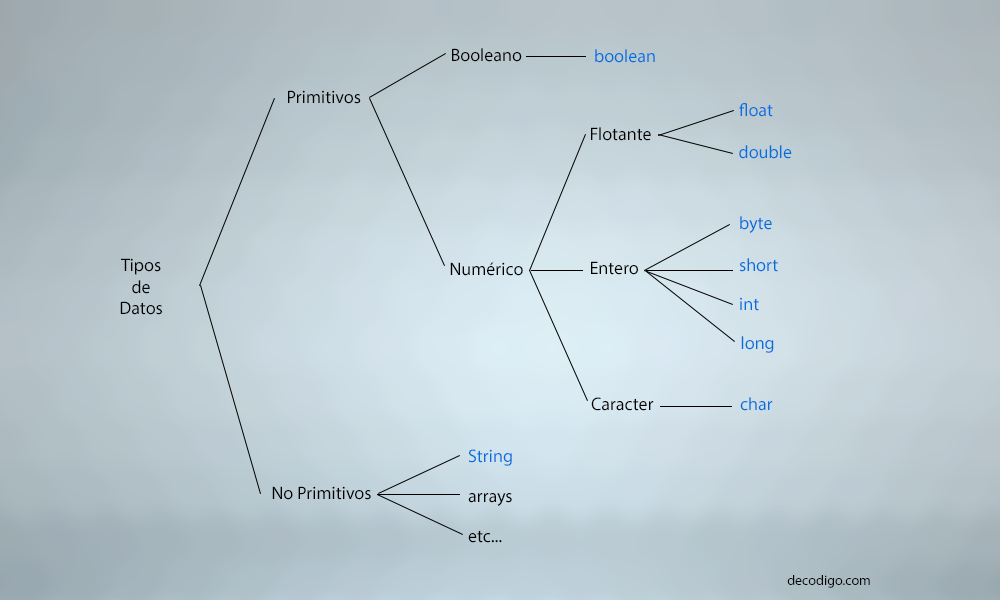 Tipos
de
Datos
Primitivos
Booleano
boolean
Numérico
Flotante
float
double
Entero
byte
short
int
long
Caracter
char
No Primitivos
String
arrays
etc...
decodigo.com